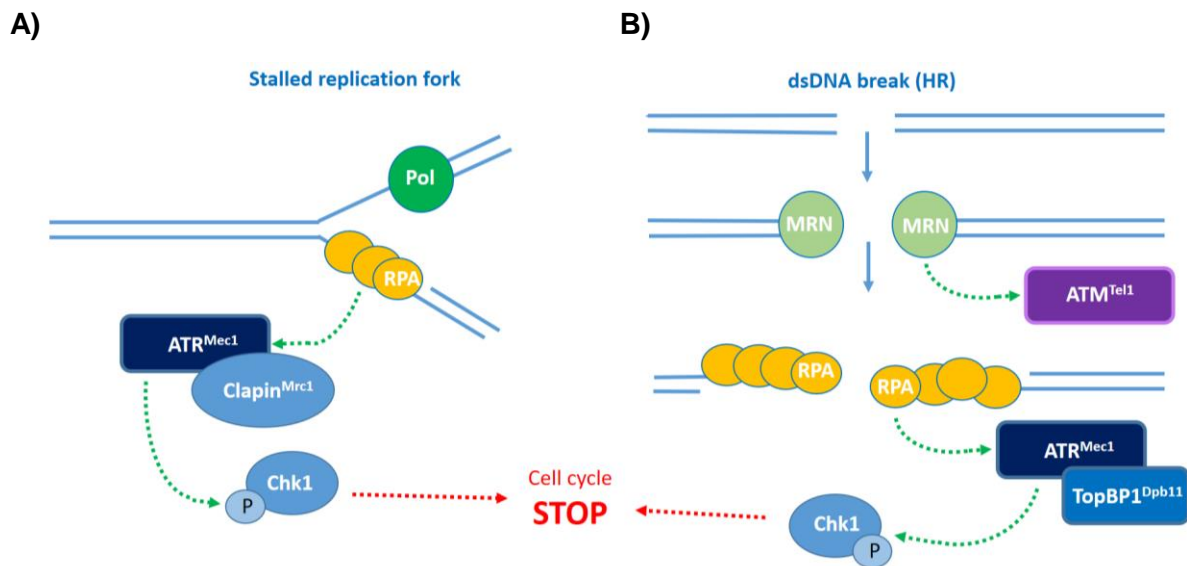 A)
B)
Stalled replication fork
Pol
RPA
ATRMec1
ClapinMrc1
Chk1
P
dsDNA break (HR)
MRN
MRN
ATMTel1
RPA
RPA
ATRMec1
TopBP1Dpb11
Chk1
P
Cell cycle
STOP